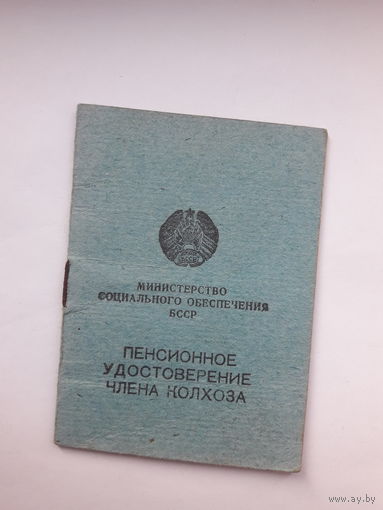 МИНИСТЕРСТВО
СОЦИАЛЬНОГО ОБЕСПЕЧЕНИЯ
БССР
ПЕНСИОННОЕ
УДОСТОВЕРЕНИЕ
ЧЛЕНА КОЛХОЗА
www.ay.by